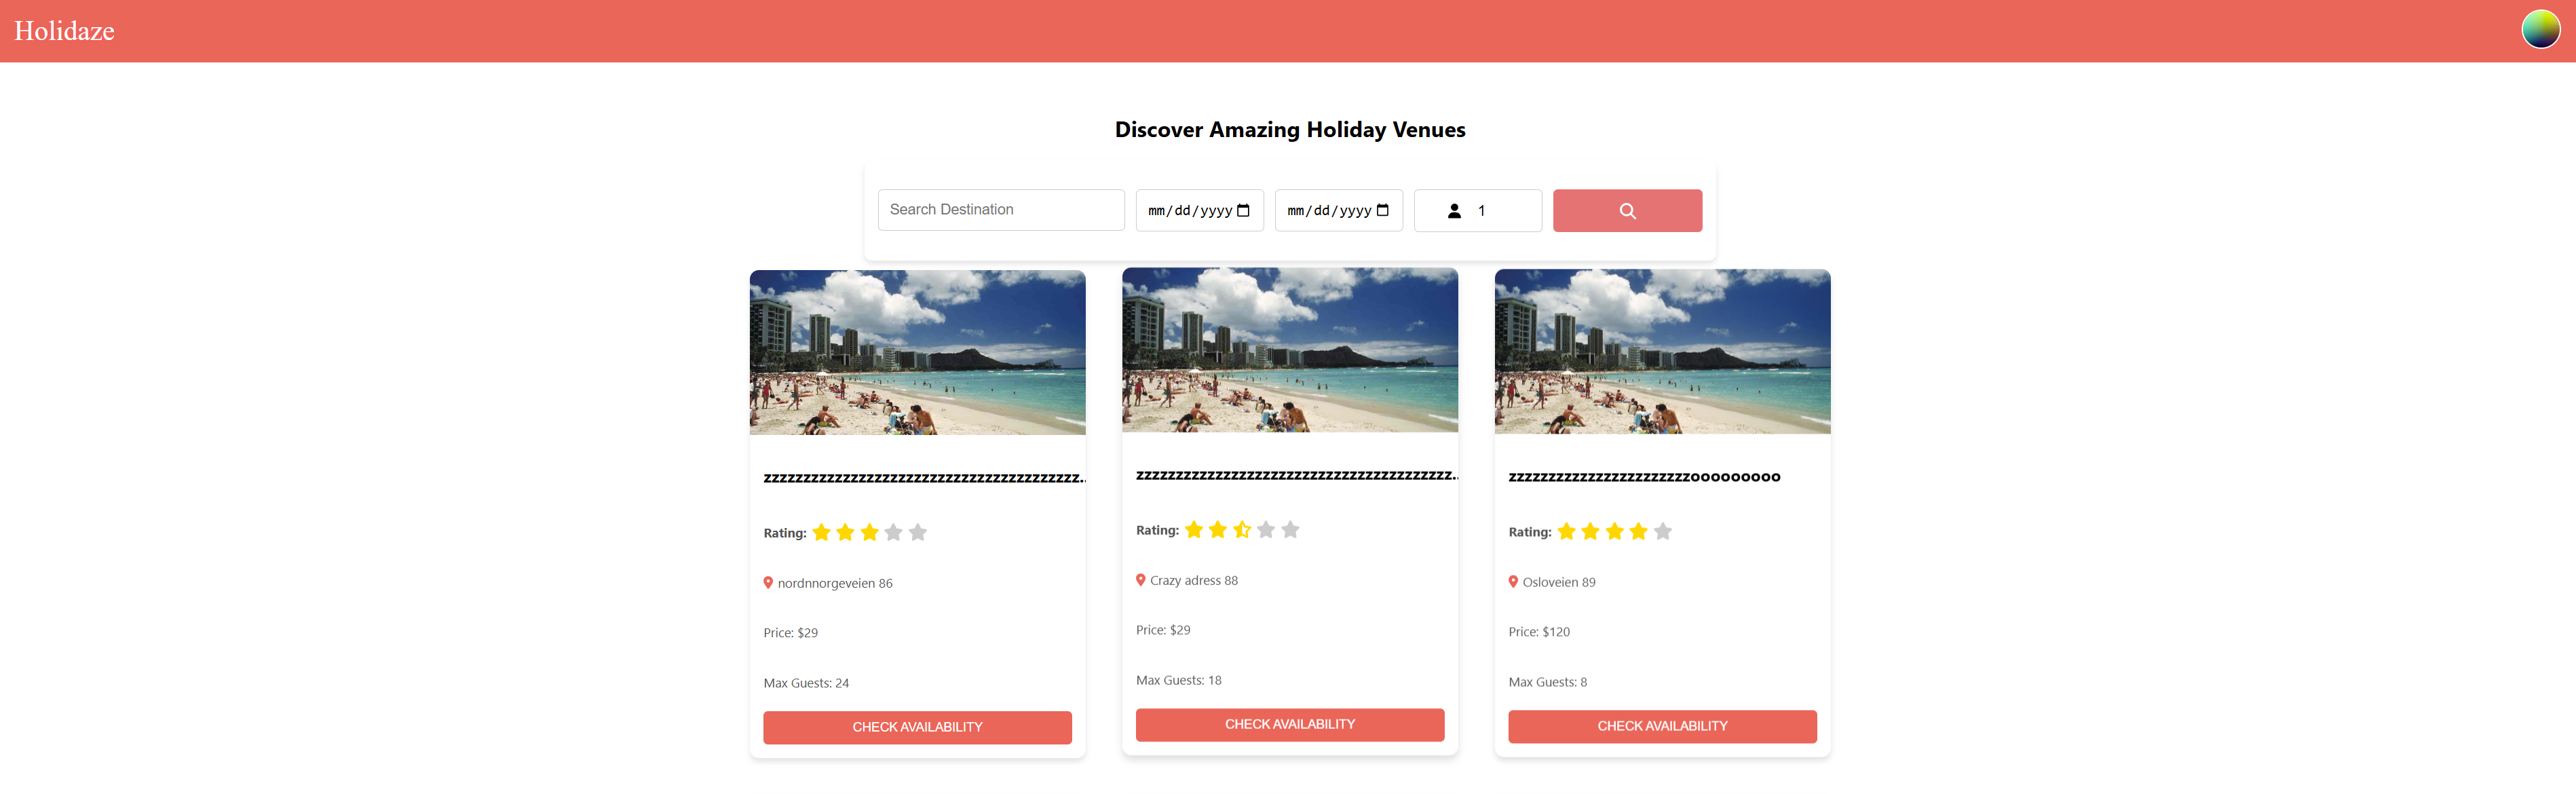 Holidaze
Discover Amazing Holiday Venues
Search Destination
mm/dd/yyyy
mm/dd/yyyy
1
zzzzzzzzzzzzzzzzzzzzzzzzzzzzzzzzzzzzzzzz..
Rating:
nordnnorgeveien 86
Price: $29
Max Guests: 24
CHECK AVAILABILITY
zzzzzzzzzzzzzzzzzzzzzzzzzzzzzzzzzzzzzzzz..
Rating:
Crazy adress 88
Price: $29
Max Guests: 18
CHECK AVAILABILITY
zzzzzzzzzzzzzzzzzzzzzzzooooooooo
Rating:
Osloveien 89
Price: $120
Max Guests: 8
CHECK AVAILABILITY